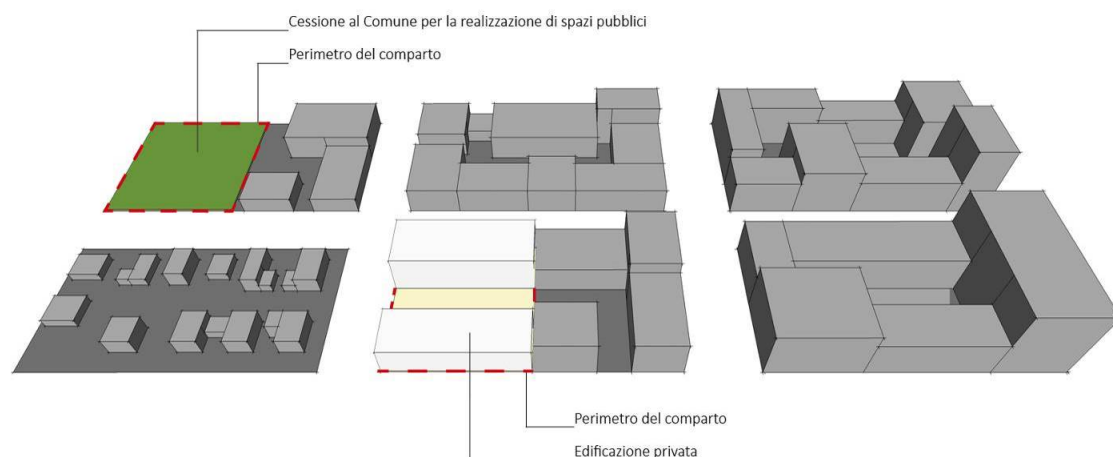 Cessione al Comune per la realizzazione di spazi pubblici
Perimetro del comparto
Perimetro del comparto
Edificazione privata